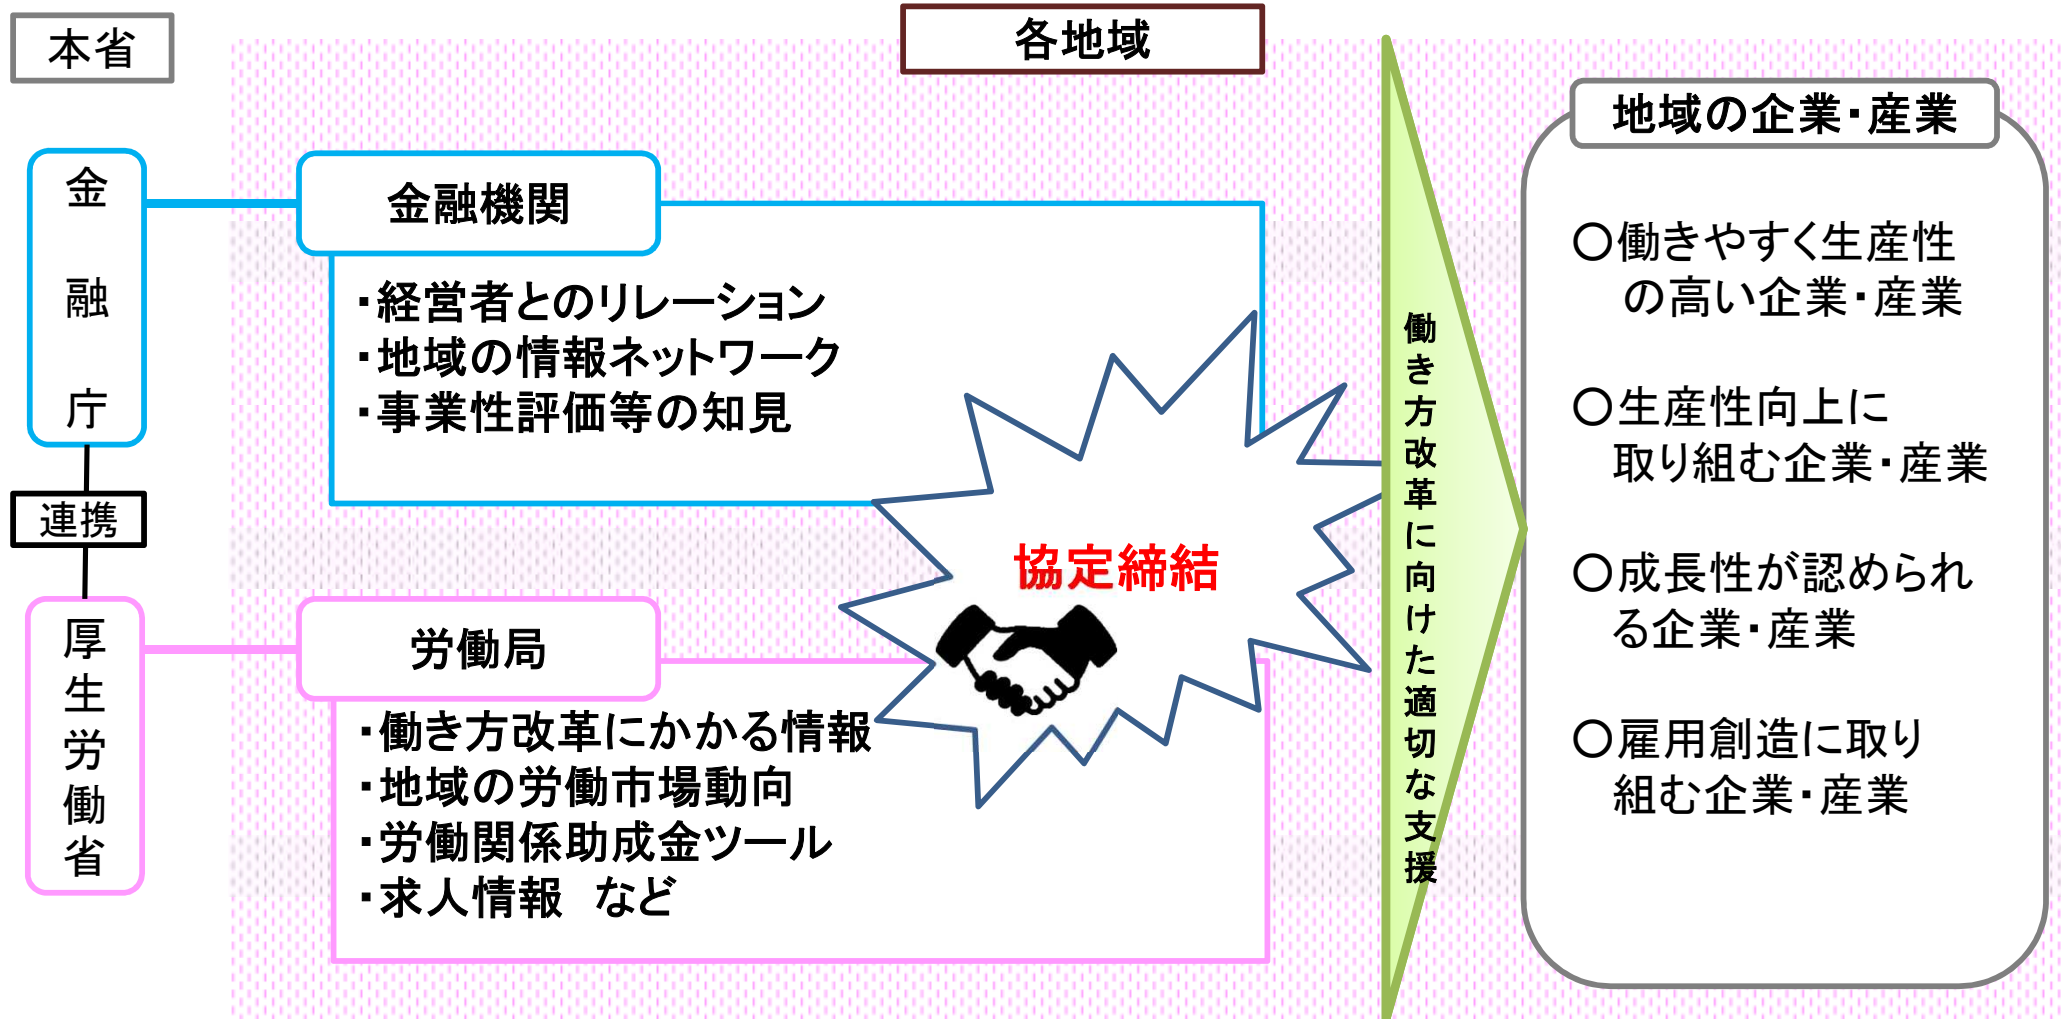 本省
各地域
金融庁
連携
厚生労働省
金融機関
・経営者とのリレーション
・地域の情報ネットワーク
・事業性評価等の知見
労働局
・働き方改革にかかる情報
・地域の労働市場動向
・労働関係助成金ツール
・求人情報　など
協定締結
働き方改革に向けた適切な支援
地域の企業・産業
○働きやすく生産性
の高い企業・産業
○生産性向上に
取り組む企業・産業
○成長性が認められ
る企業・産業
○雇用創造に取り
組む企業・産業